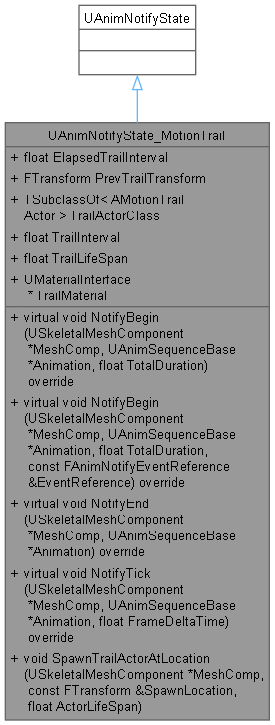 UAnimNotifyState
UAnimNotifyState_MotionTrail
+ float ElapsedTrailInterval
+ FTransform PrevTrailTransform
+ TSubclassOf< AMotionTrail
Actor > TrailActorClass
+ float TrailInterval
+ float TrailLifeSpan
+ UMaterialInterface
* TrailMaterial
+ virtual void NotifyBegin
(USkeletalMeshComponent
*MeshComp, UAnimSequenceBase
*Animation, float TotalDuration)
override
+ virtual void NotifyBegin
(USkeletalMeshComponent
*MeshComp, UAnimSequenceBase
*Animation, float TotalDuration,
const FAnimNotifyEventReference
&EventReference) override
+ virtual void NotifyEnd
(USkeletalMeshComponent
*MeshComp, UAnimSequenceBase
*Animation) override
+ virtual void NotifyTick
(USkeletalMeshComponent
*MeshComp, UAnimSequenceBase
*Animation, float FrameDeltaTime)
override
+ void SpawnTrailActorAtLocation
(USkeletalMeshComponent *MeshComp,
const FTransform &SpawnLocation,
float ActorLifeSpan)